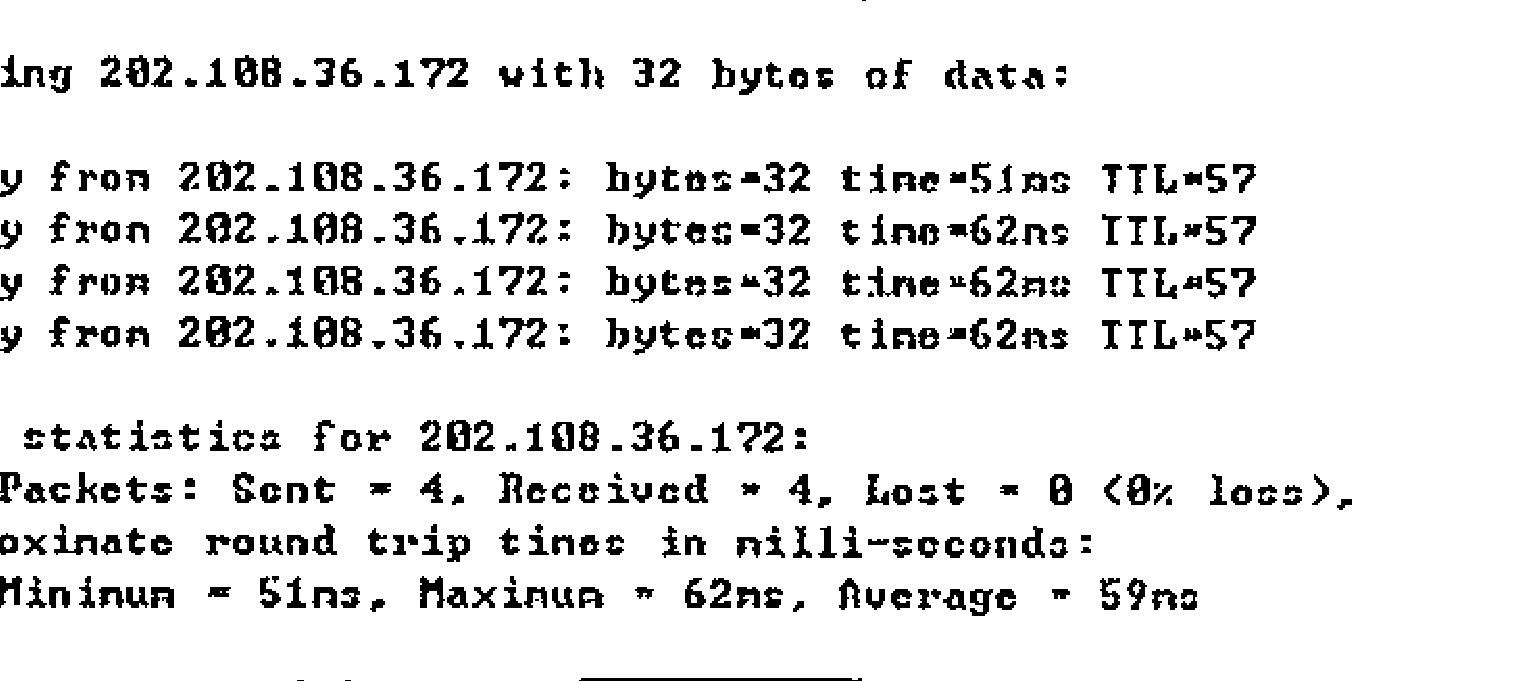 ing 202.108.36.172 with 32 bytes of data:
y from 202.108.36.172: bytes=32 time=51ms TTL=57
y from 202.108.36.172: bytes=32 time=62ms TTL=57
y from 202.108.36.172: bytes=32 time=62ms TTL=57
y from 202.108.36.172: bytes=32 time=62ms TTL=57
statistics for 202.108.36.172:
Packets: Sent = 4, Received = 4, Lost = 0 (0% loss),
oximate round trip times in milli-seconds:
Minimum = 51ms, Maximum = 62ms, Average = 59ms